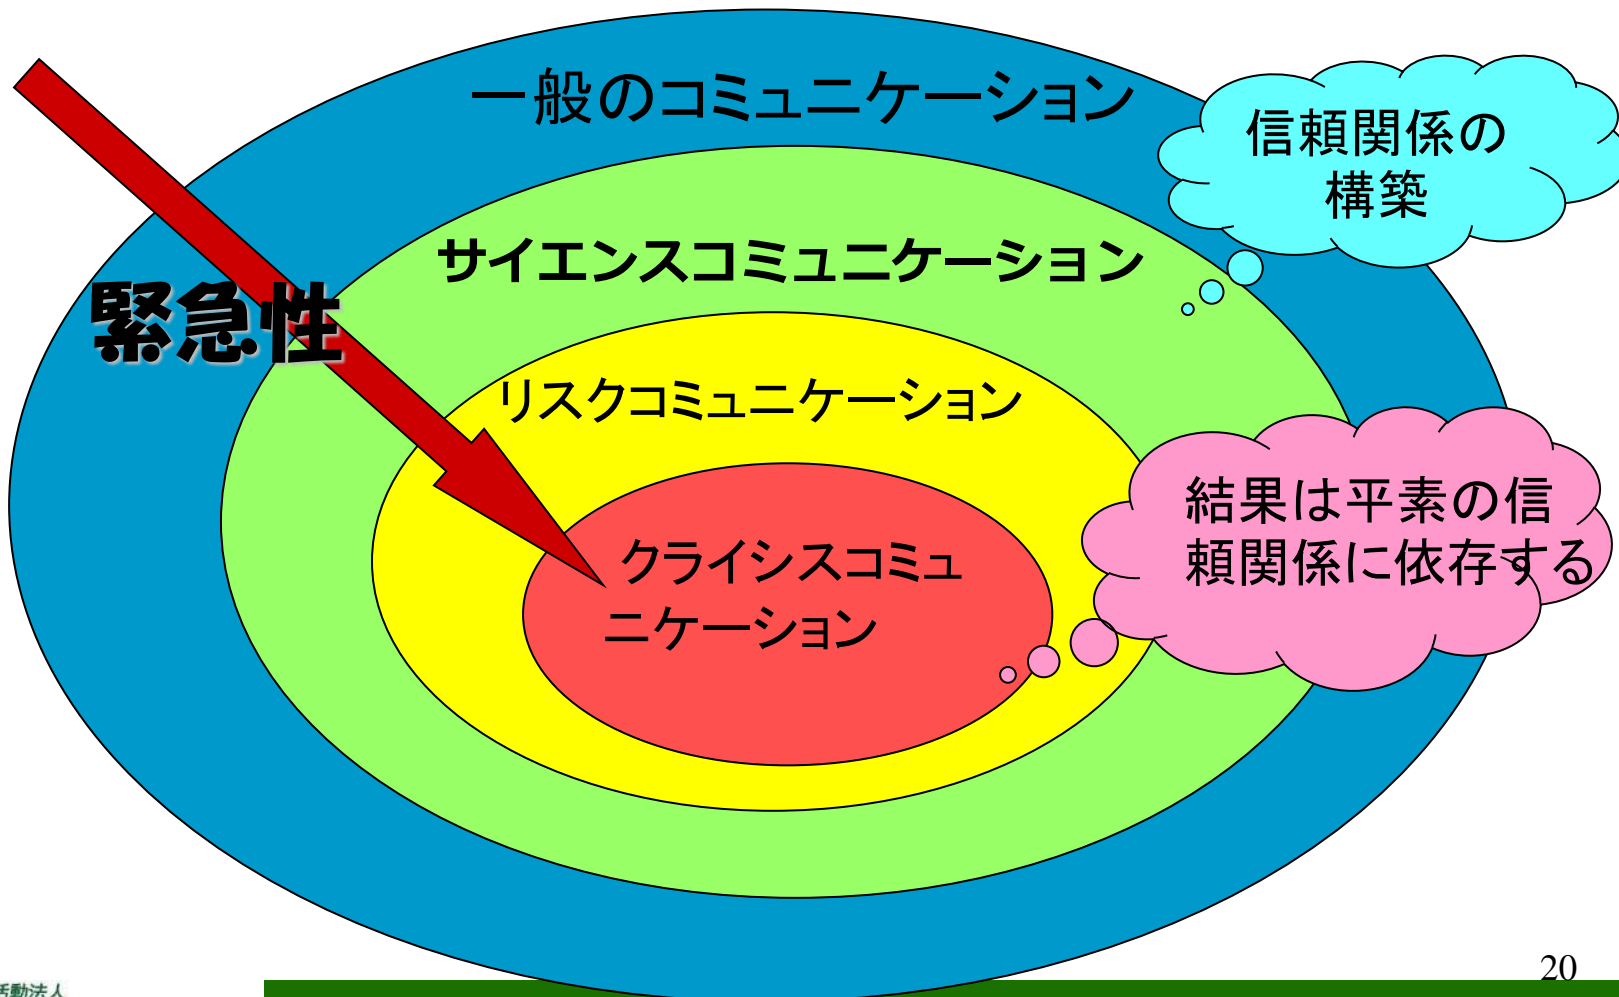 一般のコミュニケーション
信頼関係の
構築
サイエンスコミュニケーション
緊急性
リスクコミュニケーション
結果は平素の信
頼関係に依存する
クライシスコミュ
ニケーション
20
活動法人